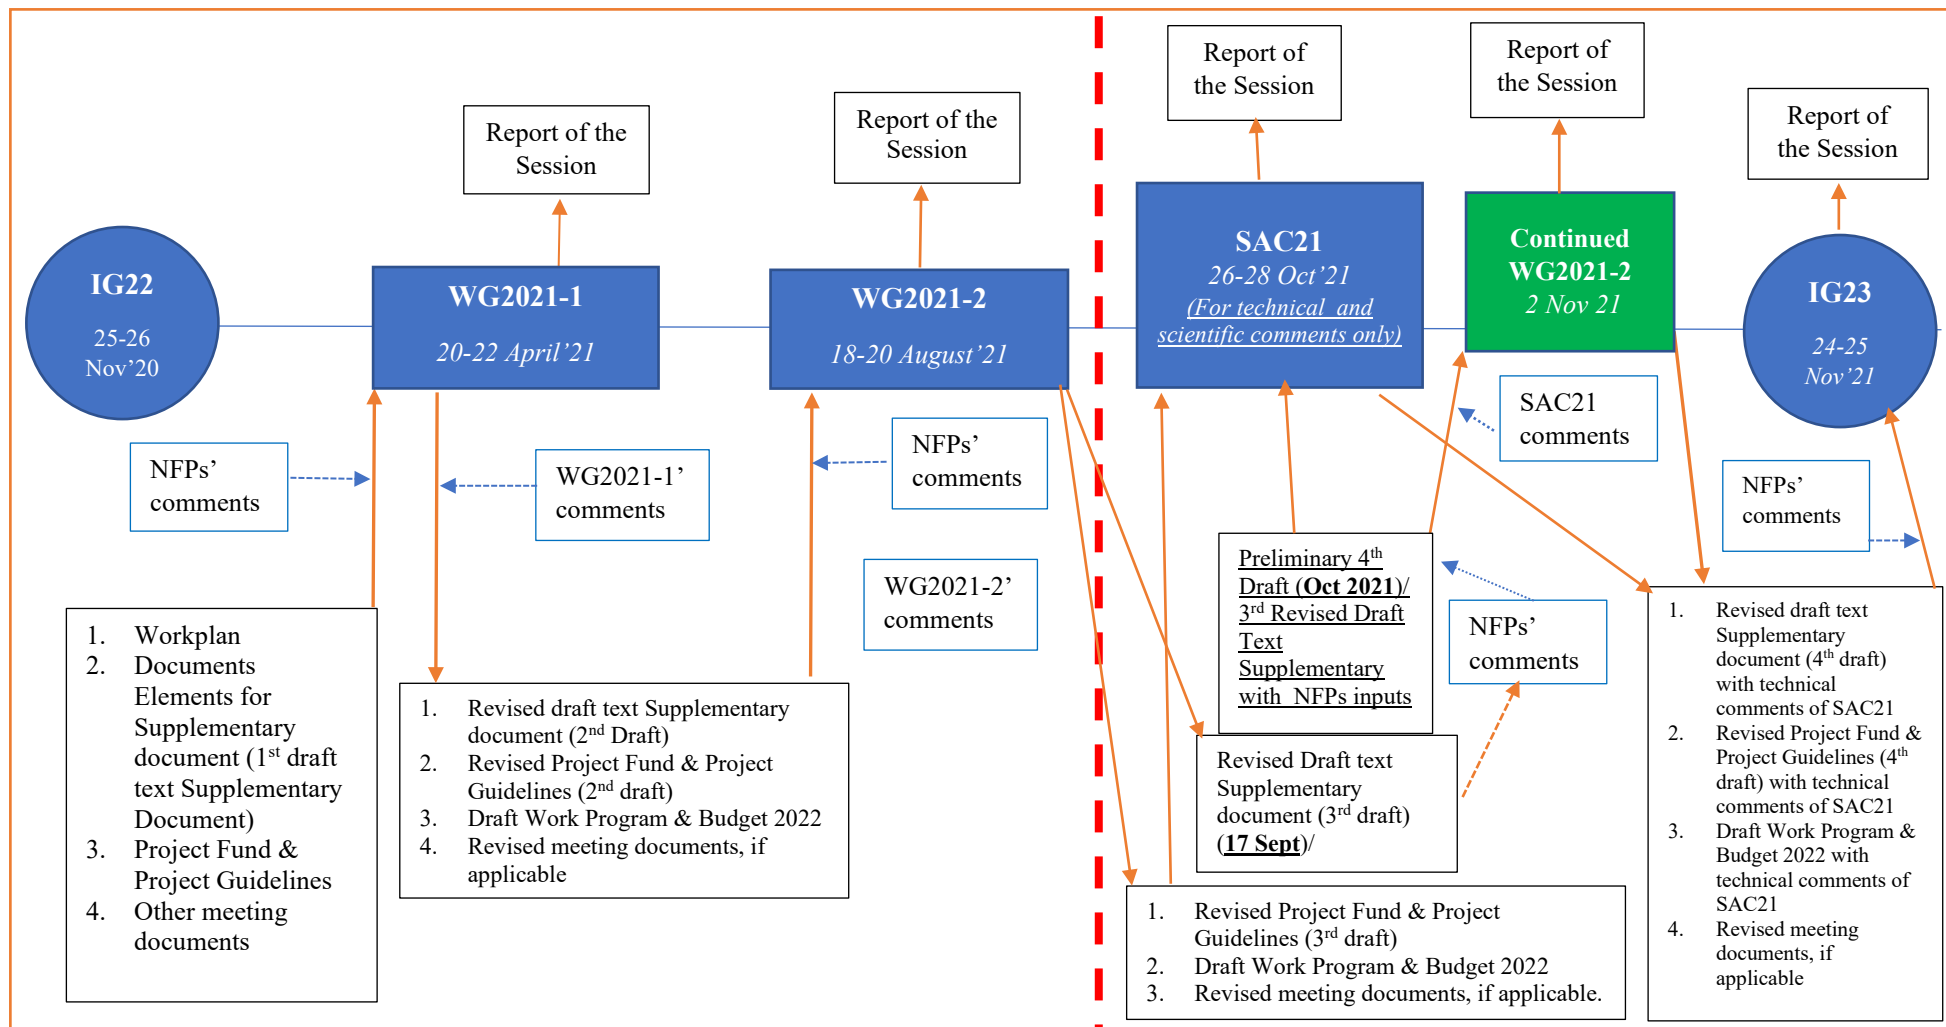 IG22
25-26
Nov’20
Report of the
Session
WG2021-1
20-22 April’21
Report of the
Session
WG2021-2
18-20 August’21
Report of
the Session
SAC21
26-28 Oct’21
(For technical and
scientific comments only)
Report of
the Session
Continued
WG2021-2
2 Nov 21
Report of
the Session
IG23
24-25
Nov’21
NFPs’
comments
WG2021-1’
comments
NFPs’
comments
WG2021-2’
comments
SAC21
comments
NFPs’
comments
NFPs’
comments
1. Workplan
2. Documents
Elements for
Supplementary
document (1st draft
text Supplementary
Document)
3. Project Fund &
Project Guidelines
4. Other meeting
documents
1. Revised draft text Supplementary
document (2nd Draft)
2. Revised Project Fund & Project
Guidelines (2nd draft)
3. Draft Work Program & Budget 2022
4. Revised meeting documents, if
applicable
Preliminary 4th
Draft (Oct 2021)/
3rd Revised Draft
Text
Supplementary
with NFPs inputs
Revised Draft text
Supplementary
document (3rd draft)
(17 Sept)/
1. Revised Project Fund & Project
Guidelines (3rd draft)
2. Draft Work Program & Budget 2022
3. Revised meeting documents, if applicable.
1. Revised draft text
Supplementary
document (4th draft)
with technical
comments of SAC21
2. Revised Project Fund &
Project Guidelines (4th
draft) with technical
comments of SAC21
3. Draft Work Program &
Budget 2022 with
technical comments of
SAC21
4. Revised meeting
documents, if
applicable